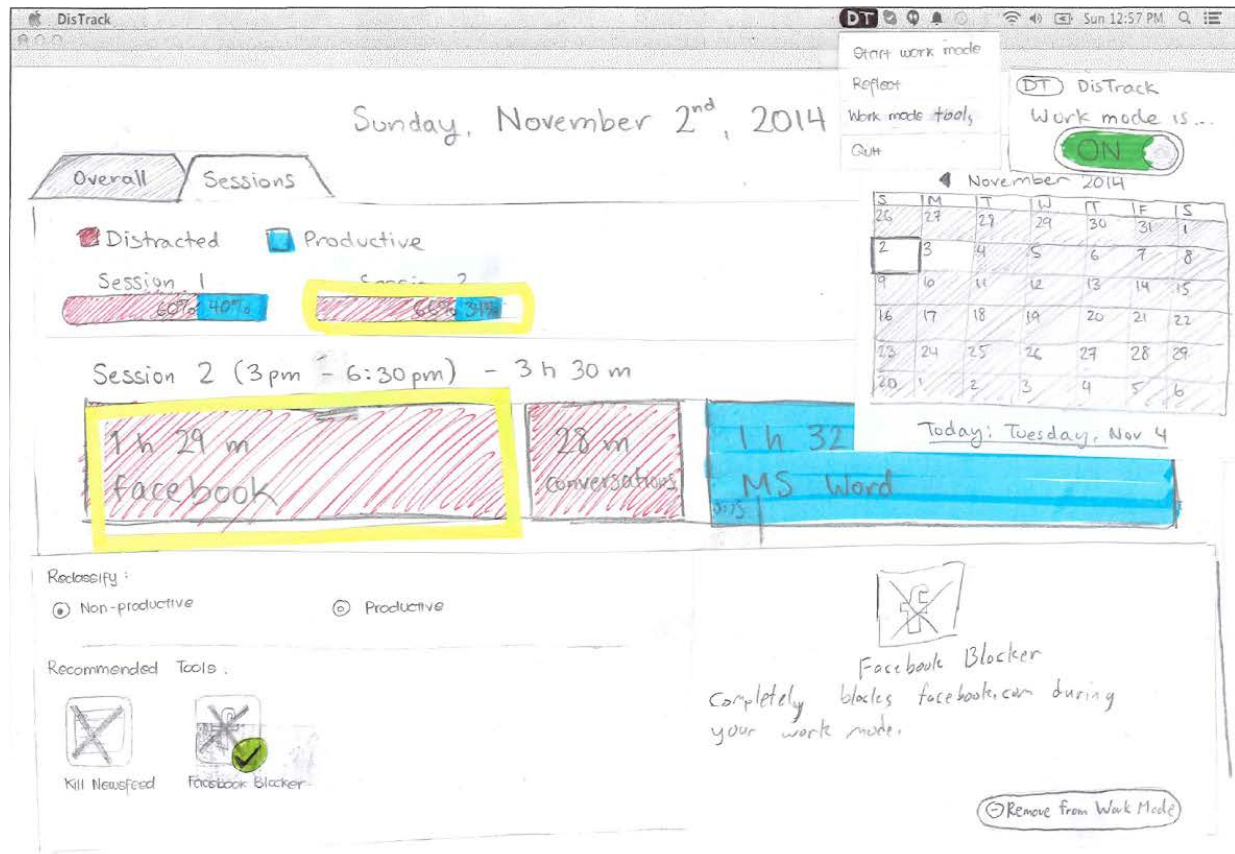 DisTrack
DT
Sun 12:57 PM
Start work mode
Reflect
Work mode tools
Quit
DT DisTrack
Work mode is...
ON
Sunday, November 2nd, 2014
Overall
Sessions
November 2014
S M T W T F S
26 27 28 29 30 31 1
2 3 4 5 6 7 8
9 10 11 12 13 14 15
16 17 18 19 20 21 22
23 24 25 26 27 28 29
30 1 2 3 4 5 6
Today: Tuesday, Nov 4
Distracted
Productive
Session 1
Session 2
60% 40%
66% 34%
Session 2 (3pm - 6:30pm) - 3 h 30 m
1 h 29 m
facebook
28 m
conversations
1 h 32
MS Word
5:15
Reclassify:
Non-productive
Productive
Recommended Tools:
Kill Newsfeed
Facebook Blocker
f
Facebook Blocker
Completely blocks facebook.com during
your work mode.
Remove from Work Mode